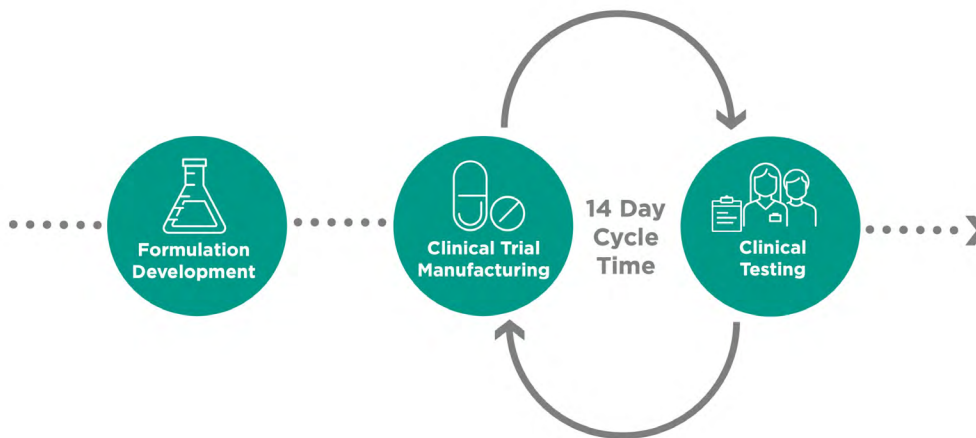 Formulation
Development
Clinical Trial
Manufacturing
14 Day
Cycle
Time
Clinical
Testing